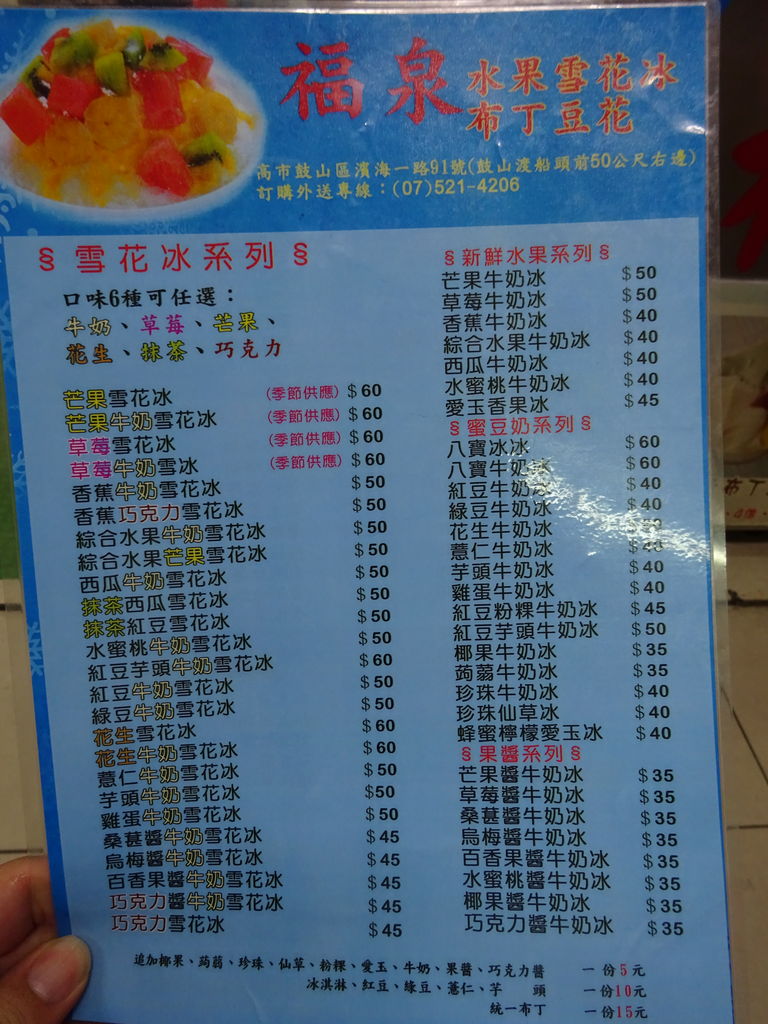 福泉
水果雪花冰
布丁豆花
高市鼓山區濱海一路91號(鼓山渡船頭前50公尺右邊)
訂購外送專線：(07)521-4206
§ 雪花冰系列 §
口味6種可任選：
牛奶、草莓、芒果、
花生、抹茶、巧克力
芒果雪花冰 (季節供應) $60
芒果牛奶雪花冰 (季節供應) $60
草莓雪花冰 (季節供應) $60
草莓牛奶雪冰 (季節供應) $60
香蕉牛奶雪花冰 $50
香蕉巧克力雪花冰 $50
綜合水果牛奶雪花冰 $50
綜合水果芒果雪花冰 $50
西瓜牛奶雪花冰 $50
抹茶西瓜雪花冰 $50
抹茶紅豆雪花冰 $50
水蜜桃牛奶雪花冰 $50
紅豆芋頭牛奶雪花冰 $60
紅豆牛奶雪花冰 $50
綠豆牛奶雪花冰 $50
花生雪花冰 $60
花生牛奶雪花冰 $60
薏仁牛奶雪花冰 $50
芋頭牛奶雪花冰 $50
雞蛋牛奶雪花冰 $50
桑葚醬牛奶雪花冰 $45
烏梅醬牛奶雪花冰 $45
百香果醬牛奶雪花冰 $45
巧克力醬牛奶雪花冰 $45
巧克力雪花冰 $45
§ 新鮮水果系列 §
芒果牛奶冰 $50
草莓牛奶冰 $50
香蕉牛奶冰 $40
綜合水果牛奶冰 $40
西瓜牛奶冰 $40
水蜜桃牛奶冰 $40
愛玉香果冰 $45
§ 蜜豆奶系列 §
八寶冰冰 $60
八寶牛奶冰 $60
紅豆牛奶冰 $40
綠豆牛奶冰 $40
花生牛奶冰
薏仁牛奶冰 $40
芋頭牛奶冰 $40
雞蛋牛奶冰 $40
紅豆粉粿牛奶冰 $45
紅豆芋頭牛奶冰 $50
椰果牛奶冰 $35
蒟蒻牛奶冰 $35
珍珠牛奶冰 $40
珍珠仙草冰 $40
蜂蜜檸檬愛玉冰 $40
§ 果醬系列 §
芒果醬牛奶冰 $35
草莓醬牛奶冰 $35
桑葚醬牛奶冰 $35
烏梅醬牛奶冰 $35
百香果醬牛奶冰 $35
水蜜桃醬牛奶冰 $35
椰果醬牛奶冰 $35
巧克力醬牛奶冰 $35
追加椰果、蒟蒻、珍珠、仙草、粉粿、愛玉、牛奶、果醬、巧克力醬 一份5元
冰淇淋、紅豆、綠豆、薏仁、芋頭 一份10元
統一布丁 一份15元